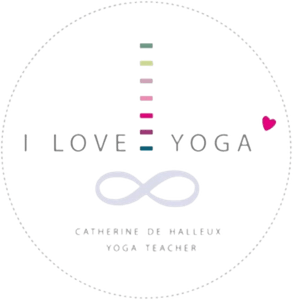 I LOVE YOGA
CATHERINE DE HALLEUX
YOGA TEACHER